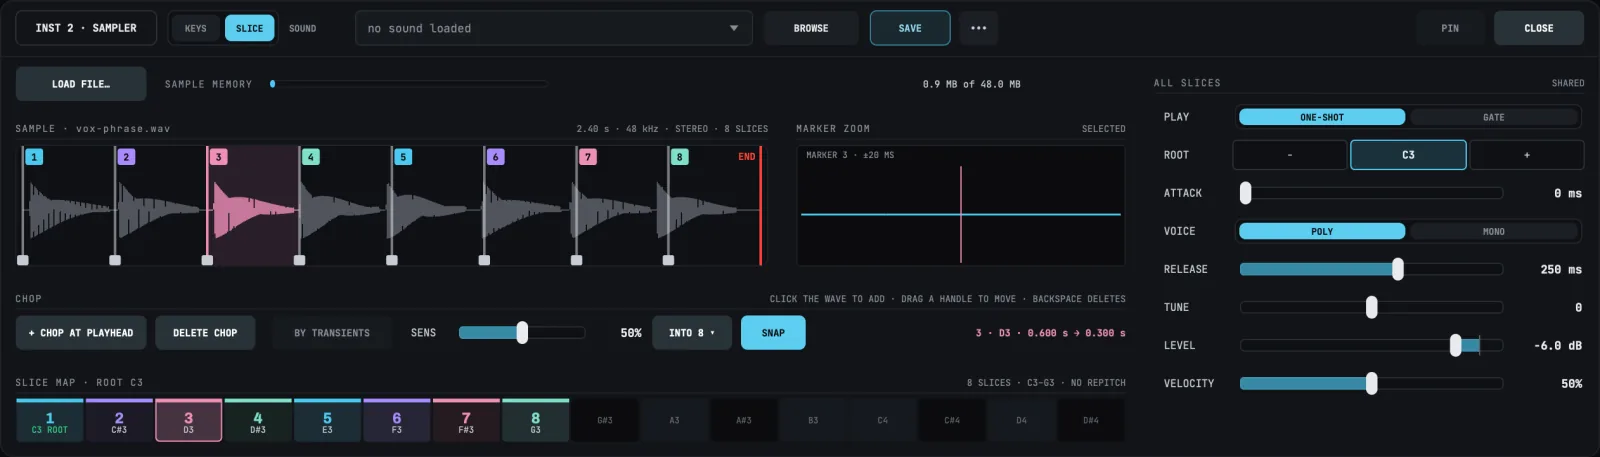 INST 2 · SAMPLER KEYS SLICE SOUND no sound loaded BROWSE SAVE ••• PIN CLOSE
LOAD FILE… SAMPLE MEMORY 0.9 MB of 48.0 MB
SAMPLE · vox-phrase.wav 2.40 s · 48 kHz · STEREO · 8 SLICES
1 2 3 4 5 6 7 8 END
MARKER ZOOM SELECTED
MARKER 3 · ±20 MS
CHOP CLICK THE WAVE TO ADD · DRAG A HANDLE TO MOVE · BACKSPACE DELETES
+ CHOP AT PLAYHEAD DELETE CHOP BY TRANSIENTS SENS 50% INTO 8 ▾ SNAP 3 · D3 · 0.600 s → 0.300 s
SLICE MAP · ROOT C3 8 SLICES · C3–G3 · NO REPITCH
1 2 3 4 5 6 7 8
C3 ROOT C#3 D3 D#3 E3 F3 F#3 G3 G#3 A3 A#3 B3 C4 C#4 D4 D#4
ALL SLICES SHARED
PLAY ONE-SHOT GATE
ROOT - C3 +
ATTACK 0 ms
VOICE POLY MONO
RELEASE 250 ms
TUNE 0
LEVEL -6.0 dB
VELOCITY 50%